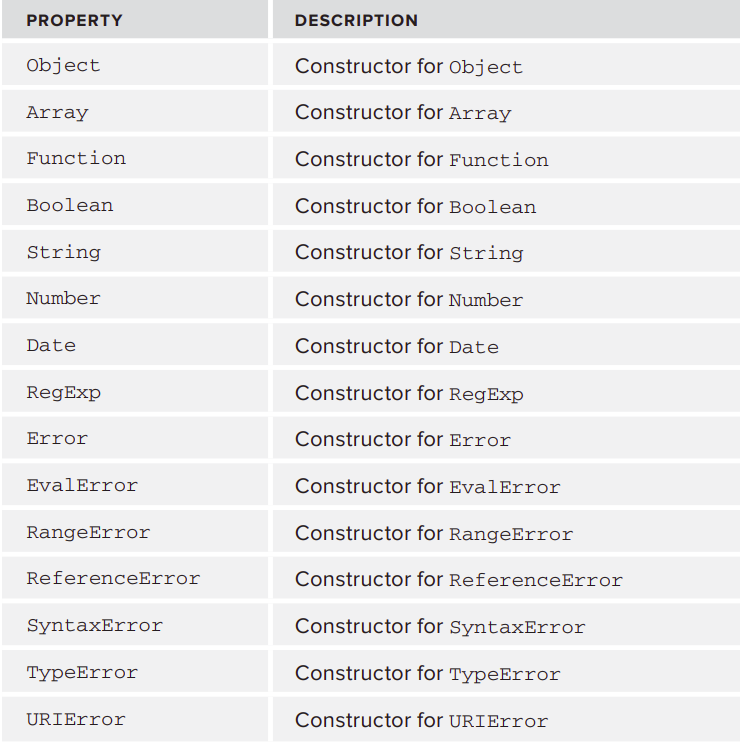 PROPERTY DESCRIPTION
Object Constructor for Object
Array Constructor for Array
Function Constructor for Function
Boolean Constructor for Boolean
String Constructor for String
Number Constructor for Number
Date Constructor for Date
RegExp Constructor for RegExp
Error Constructor for Error
EvalError Constructor for EvalError
RangeError Constructor for RangeError
ReferenceError Constructor for ReferenceError
SyntaxError Constructor for SyntaxError
TypeError Constructor for TypeError
URIError Constructor for URIError